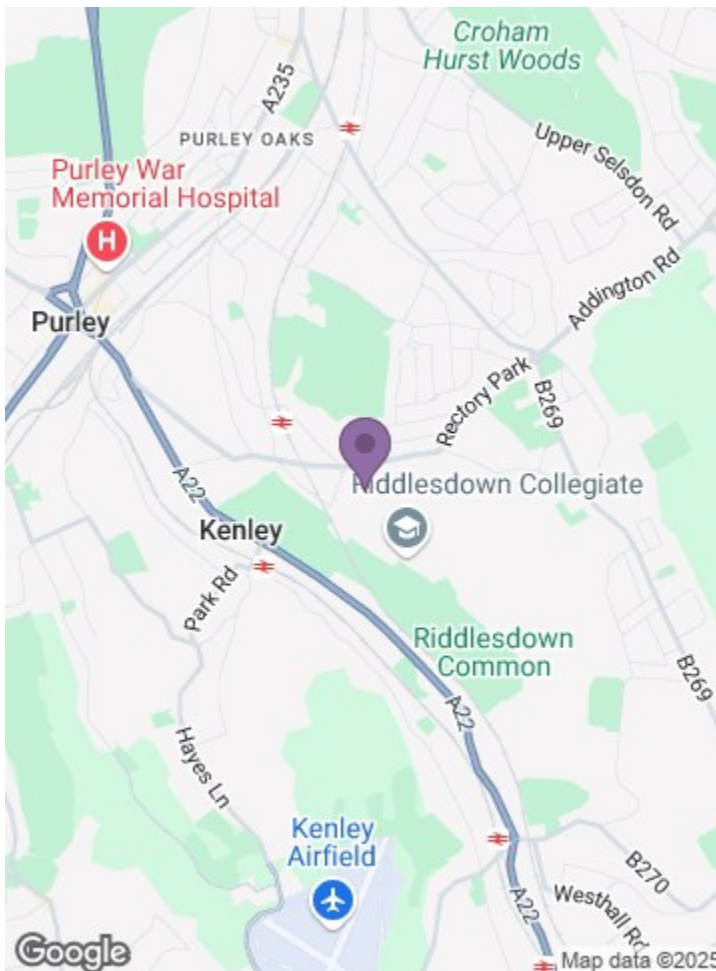 Croham
Hurst Woods
A235
PURLEY OAKS
Upper Selsdon Rd
Purley War
Memorial Hospital
H
Addington Rd
Purley
Rectory Park
B269
A22
Riddlesdown Collegiate
Kenley
Park Rd
Riddlesdown
Common
B269
A22
Hayes Ln
Kenley
Airfield
B270
A22
Westhall Rd
Google
Map data ©2025